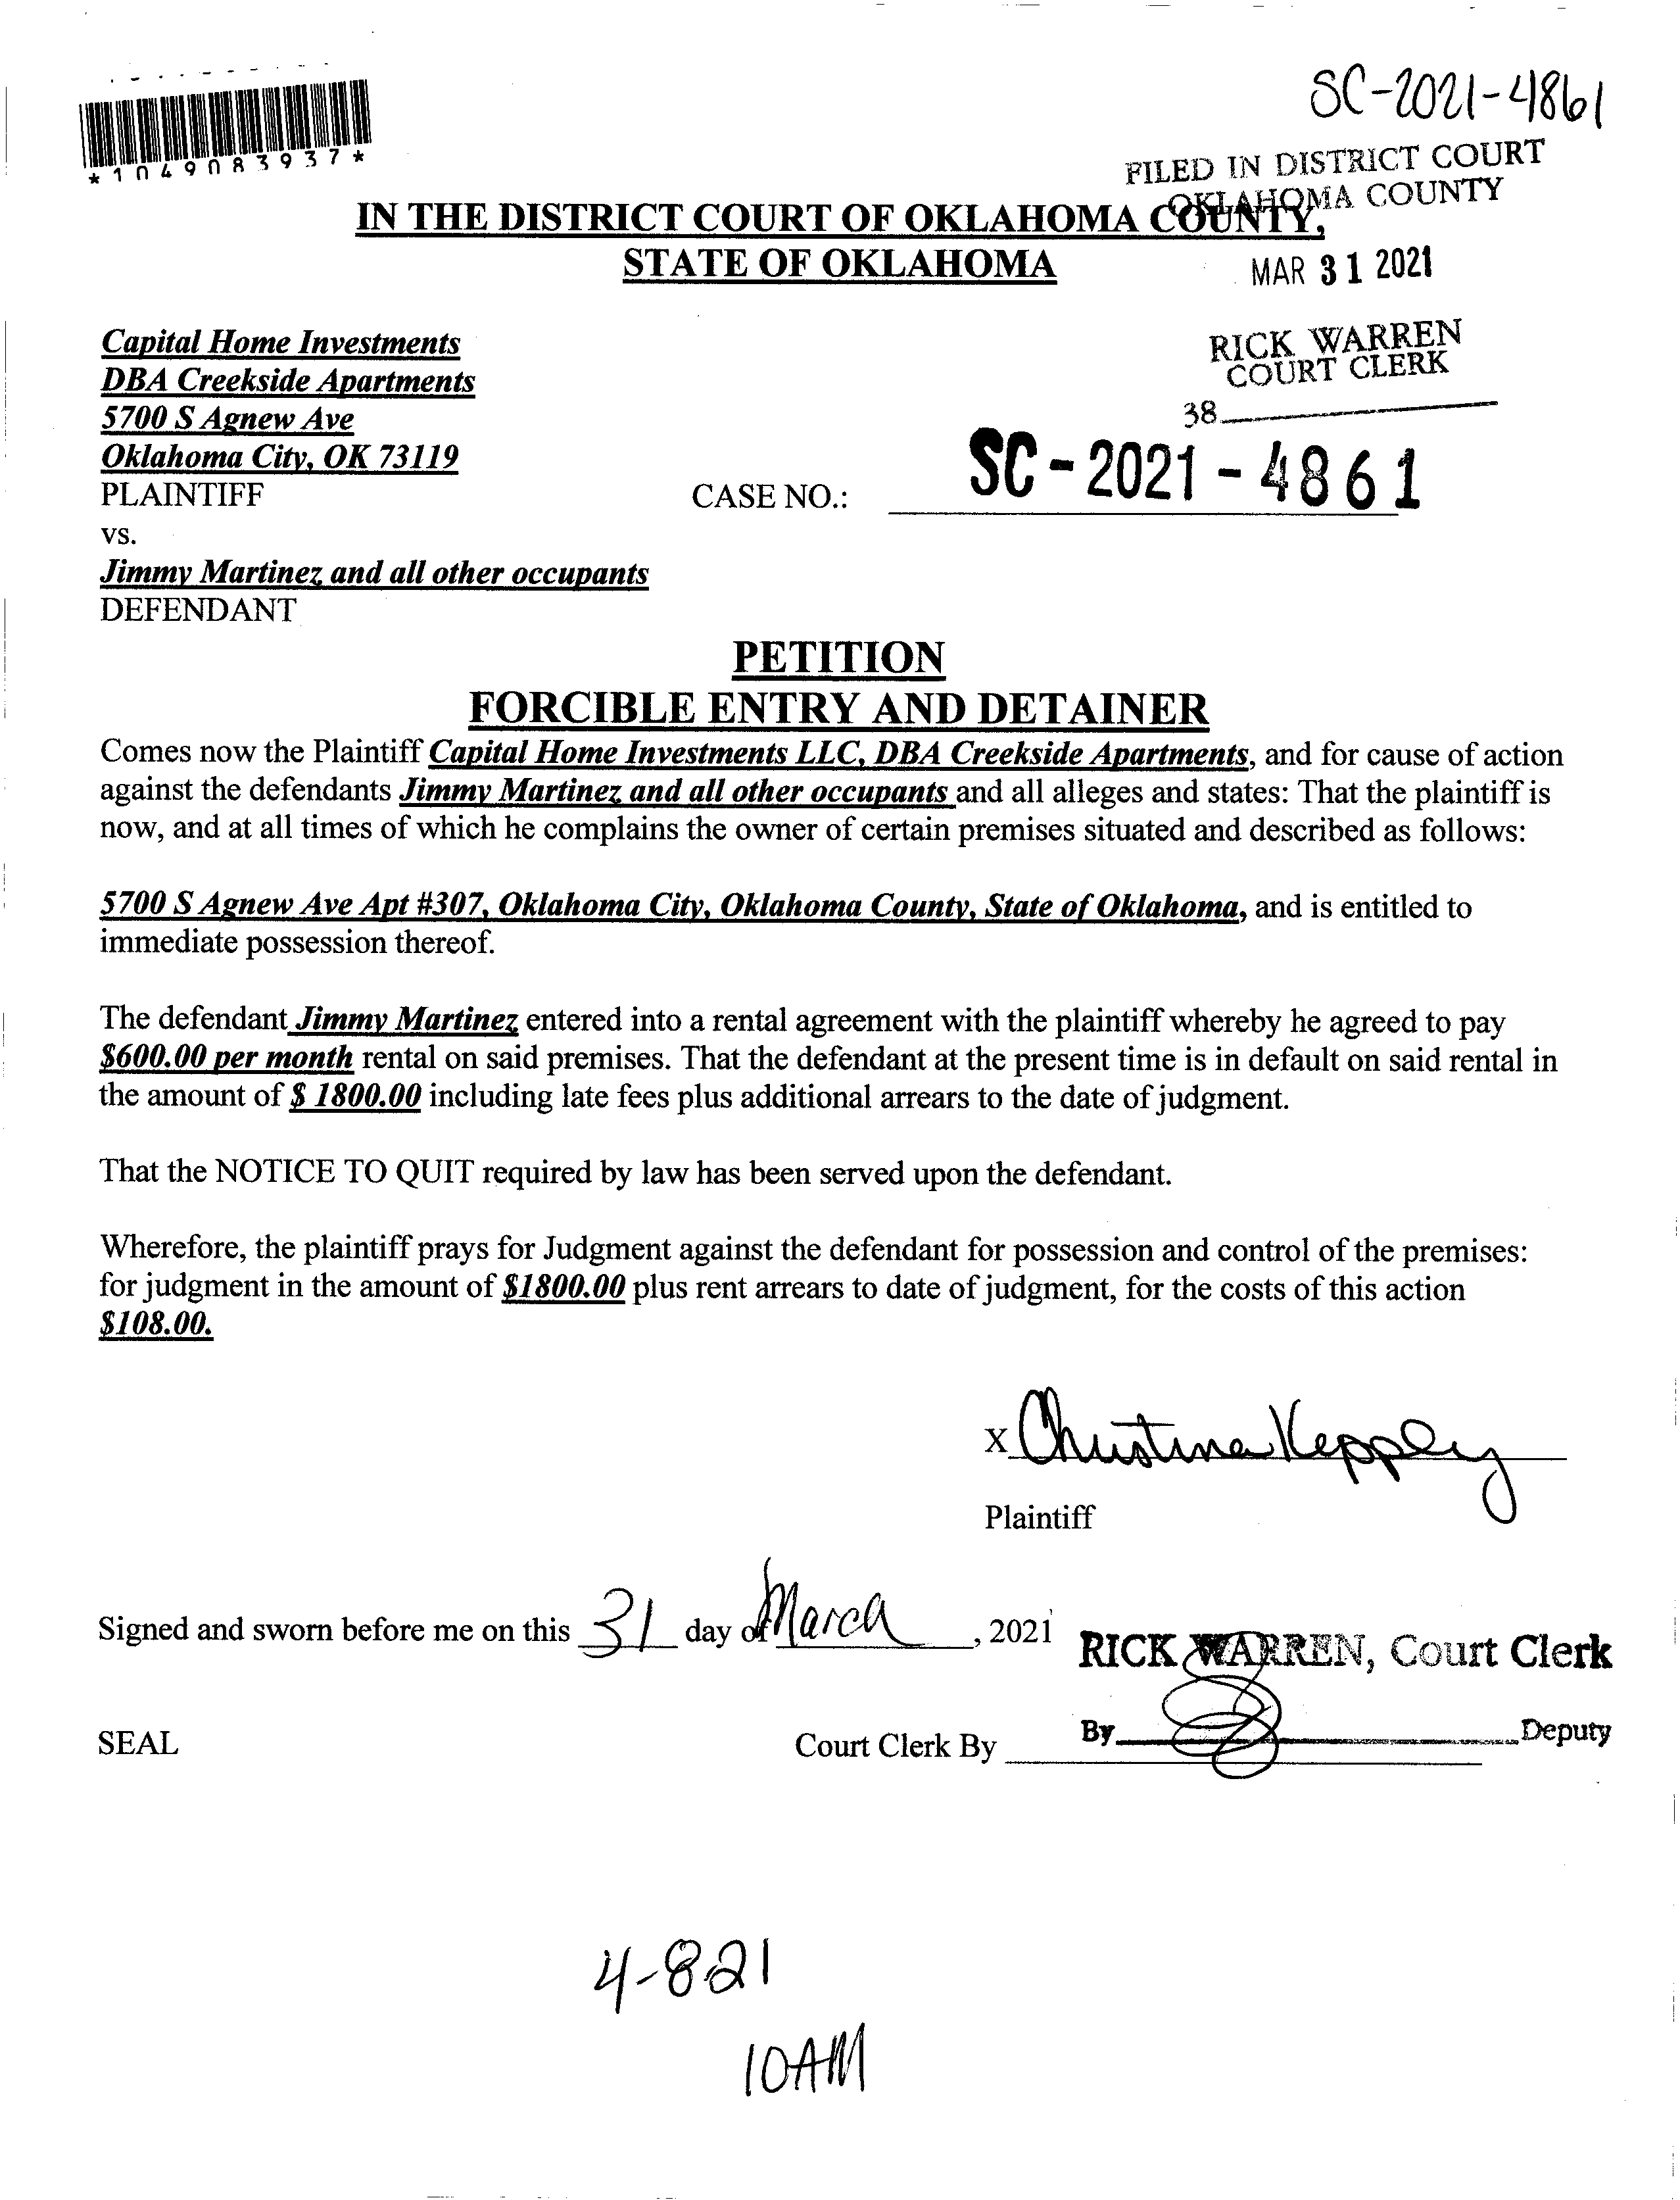 SC-2021-4861
*1049083937*
FILED IN DISTRICT COURT
OKLAHOMA COUNTY
IN THE DISTRICT COURT OF OKLAHOMA COUNTY,
STATE OF OKLAHOMA
MAR 31 2021
Capital Home Investments
DBA Creekside Apartments
5700 S Agnew Ave
Oklahoma City, OK 73119
PLAINTIFF
RICK WARREN
COURT CLERK
38
CASE NO.: SC-2021-4861
vs.
Jimmy Martinez and all other occupants
DEFENDANT
PETITION
FORCIBLE ENTRY AND DETAINER
Comes now the Plaintiff Capital Home Investments LLC, DBA Creekside Apartments, and for cause of action
against the defendants Jimmy Martinez and all other occupants and all alleges and states: That the plaintiff is
now, and at all times of which he complains the owner of certain premises situated and described as follows:
5700 S Agnew Ave Apt #307, Oklahoma City, Oklahoma County, State of Oklahoma, and is entitled to
immediate possession thereof.
The defendant Jimmy Martinez entered into a rental agreement with the plaintiff whereby he agreed to pay
$600.00 per month rental on said premises. That the defendant at the present time is in default on said rental in
the amount of $ 1800.00 including late fees plus additional arrears to the date of judgment.
That the NOTICE TO QUIT required by law has been served upon the defendant.
Wherefore, the plaintiff prays for Judgment against the defendant for possession and control of the premises:
for judgment in the amount of $1800.00 plus rent arrears to date of judgment, for the costs of this action
$108.00.
X Christina Keppley
Plaintiff
Signed and sworn before me on this 31 day of March, 2021
RICK WARREN, Court Clerk
SEAL
Court Clerk By
By Deputy
4-821
10AM